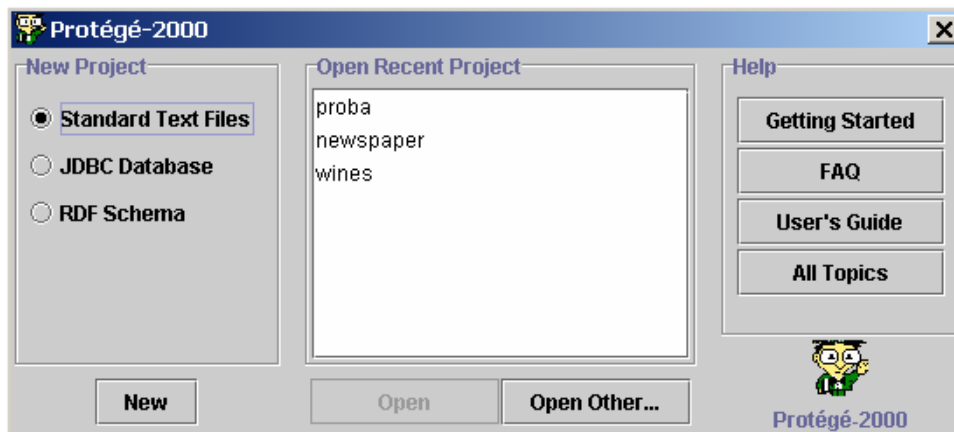 Protégé-2000
New Project
Standard Text Files
JDBC Database
RDF Schema
New
Open Recent Project
proba
newspaper
wines
Open
Open Other...
Help
Getting Started
FAQ
User's Guide
All Topics
Protégé-2000